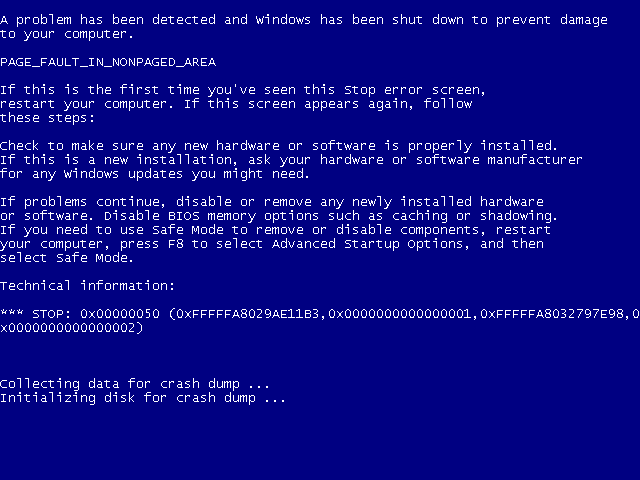 A problem has been detected and Windows has been shut down to prevent damage
to your computer.
PAGE_FAULT_IN_NONPAGED_AREA
If this is the first time you've seen this Stop error screen,
restart your computer. If this screen appears again, follow
these steps:
Check to make sure any new hardware or software is properly installed.
If this is a new installation, ask your hardware or software manufacturer
for any Windows updates you might need.
If problems continue, disable or remove any newly installed hardware
or software. Disable BIOS memory options such as caching or shadowing.
If you need to use Safe Mode to remove or disable components, restart
your computer, press F8 to select Advanced Startup Options, and then
select Safe Mode.
Technical information:
*** STOP: 0x00000050 (0xFFFFFA8029AE11B3,0x0000000000000001,0xFFFFFA8032797E98,0
x0000000000000002)
Collecting data for crash dump ...
Initializing disk for crash dump ...